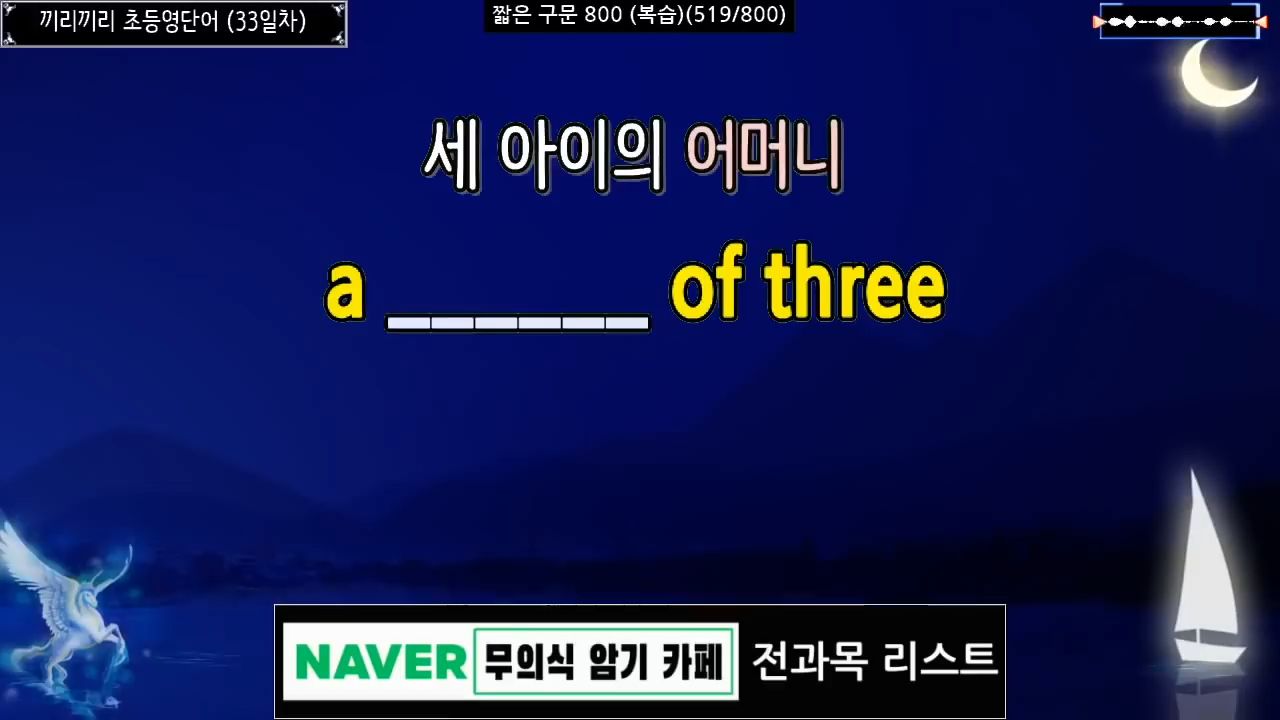 끼리끼리 초등영단어 (33일차)
짧은 구문 800 (복습)(519/800)
세 아이의 어머니
a ______ of three
NAVER 무의식 암기 카페 전과목 리스트